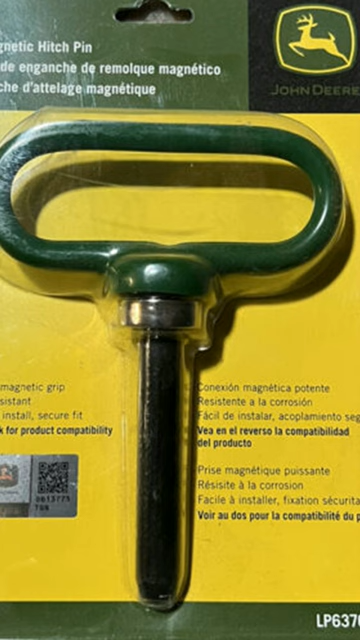 JOHN DEERE
gnetic Hitch Pin
de enganche de remolque magnético
che d'attelage magnétique
magnetic grip
sistant
install, secure fit
k for product compatibility
Conexión magnética potente
Resistente a la corrosión
Fácil de instalar, acoplamiento seg
Vea en el reverso la compatibilidad
del producto
Prise magnétique puissante
Résiste à la corrosion
Facile à installer, fixation sécurita
Voir au dos pour la compatibilité du p
LP637